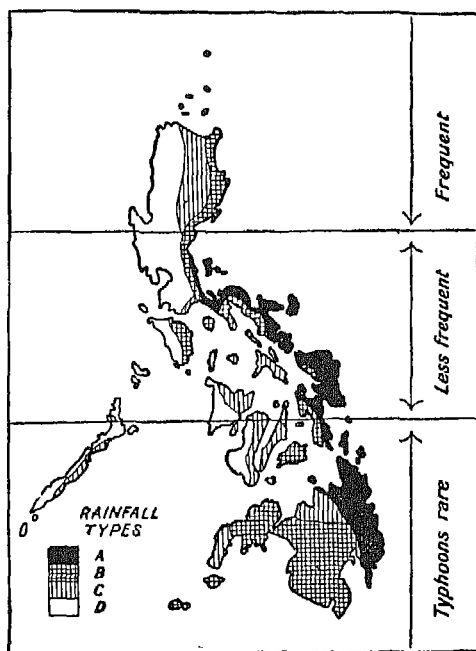 Frequent
Less frequent
Typhoons rare
RAINFALL
TYPES
A
B
C
D